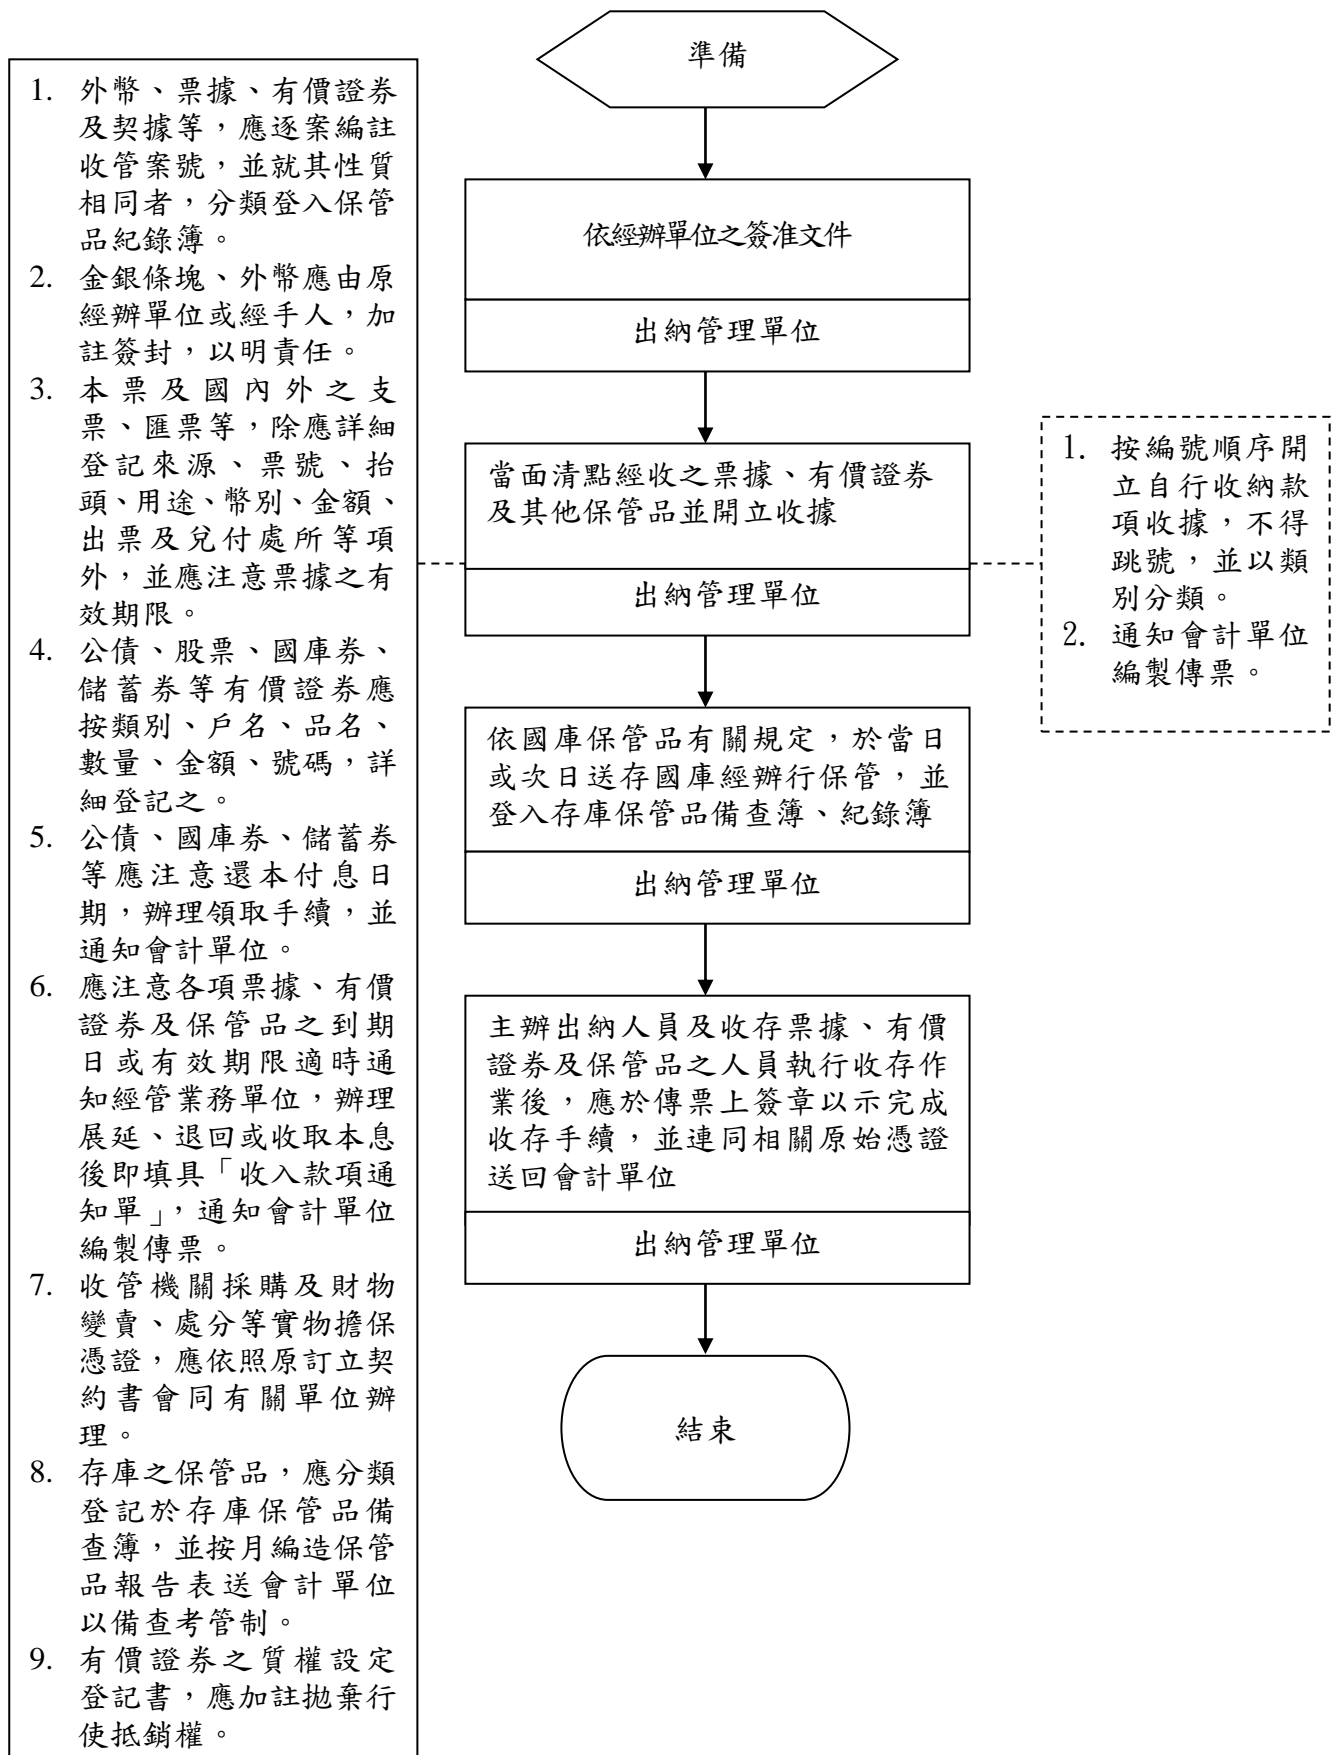 準備
1. 外幣、票據、有價證券
及契據等，應逐案編註
收管案號，並就其性質
相同者，分類登入保管
品紀錄簿。
2. 金銀條塊、外幣應由原
經辦單位或經手人，加
註簽封，以明責任。
3. 本票及國內外之支
票、匯票等，除應詳細
登記來源、票號、抬
頭、用途、幣別、金額、
出票及兌付處所等項
外，並應注意票據之有
效期限。
4. 公債、股票、國庫券、
儲蓄券等有價證券應
按類別、戶名、品名、
數量、金額、號碼，詳
細登記之。
5. 公債、國庫券、儲蓄券
等應注意還本付息日
期，辦理領取手續，並
通知會計單位。
6. 應注意各項票據、有價
證券及保管品之到期
日或有效期限適時通
知經管業務單位，辦理
展延、退回或收取本息
後即填具「收入款項通
知單」，通知會計單位
編製傳票。
7. 收管機關採購及財物
變賣、處分等實物擔保
憑證，應依照原訂立契
約書會同有關單位辦
理。
8. 存庫之保管品，應分類
登記於存庫保管品備
查簿，並按月編造保管
品報告表送會計單位
以備查考管制。
9. 有價證券之質權設定
登記書，應加註拋棄行
使抵銷權。
依經辦單位之簽准文件
出納管理單位
當面清點經收之票據、有價證券
及其他保管品並開立收據
出納管理單位
1. 按編號順序開
立自行收納款
項收據，不得
跳號，並以類
別分類。
2. 通知會計單位
編製傳票。
依國庫保管品有關規定，於當日
或次日送存國庫經辦行保管，並
登入存庫保管品備查簿、紀錄簿
出納管理單位
主辦出納人員及收存票據、有價
證券及保管品之人員執行收存作
業後，應於傳票上簽章以示完成
收存手續，並連同相關原始憑證
送回會計單位
出納管理單位
結束